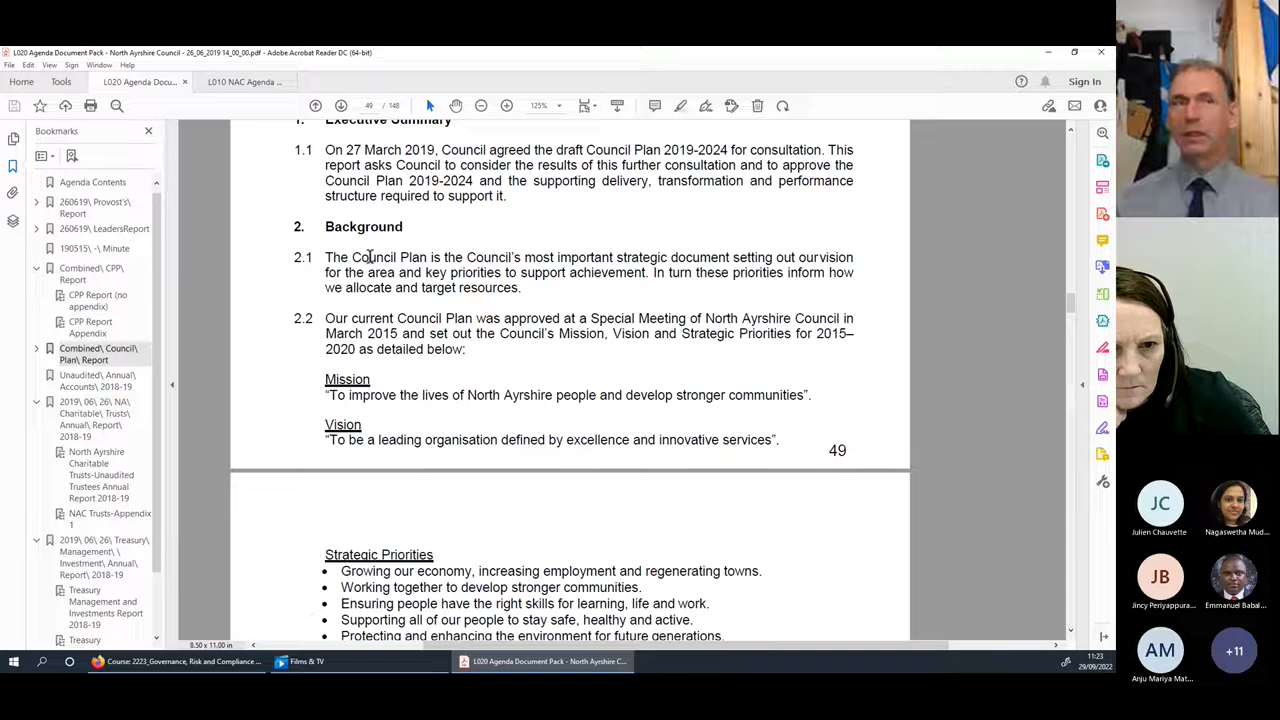 L020 Agenda Document Pack - North Ayrshire Council - 26_06_2019 14_00_00.pdf - Adobe Acrobat Reader DC (64-bit)
File Edit View Sign Window Help
Home Tools L020 Agenda Docu... × L010 NAC Agenda ... Sign In
49 / 148 125%
Bookmarks
Agenda Contents
260619\ Provost's\
Report
260619\ LeadersReport
190515\ -\ Minute
Combined\ CPP\
Report
CPP Report (no
appendix)
CPP Report
Appendix
Combined\ Council\
Plan\ Report
Unaudited\ Annual\
Accounts\ 2018-19
2019\ 06\ 26\ NA\
Charitable\ Trusts\
Annual\ Report\
2018-19
North Ayrshire
Charitable
Trusts-Unaudited
Trustees Annual
Report 2018-19
NAC Trusts-Appendix
1
2019\ 06\ 26\ Treasury\
Management\ \
Investment\ Annual\
Report\ 2018-19
Treasury
Management and
Investments Report
2018-19
Treasury
1. Executive Summary
1.1 On 27 March 2019, Council agreed the draft Council Plan 2019-2024 for consultation. This
report asks Council to consider the results of this further consultation and to approve the
Council Plan 2019-2024 and the supporting delivery, transformation and performance
structure required to support it.
2. Background
2.1 The Council Plan is the Council's most important strategic document setting out ourvision
for the area and key priorities to support achievement. In turn these priorities inform how
we allocate and target resources.
2.2 Our current Council Plan was approved at a Special Meeting of North Ayrshire Council in
March 2015 and set out the Council's Mission, Vision and Strategic Priorities for 2015–
2020 as detailed below:
Mission
“To improve the lives of North Ayrshire people and develop stronger communities”.
Vision
“To be a leading organisation defined by excellence and innovative services”.
49
Strategic Priorities
• Growing our economy, increasing employment and regenerating towns.
• Working together to develop stronger communities.
• Ensuring people have the right skills for learning, life and work.
• Supporting all of our people to stay safe, healthy and active.
• Protecting and enhancing the environment for future generations.
8.50 x 11.00 in
Course: 2223_Governance, Risk and Compliance ... Films & TV L020 Agenda Document Pack - North Ayrshire C...
11:23
29/09/2022
JC
Julien Chauvette
Nagaswetha Mud...
JB
Jincy Periyappura...
Emmanuel Babal...
AM
Anju Mariya Mat...
+11